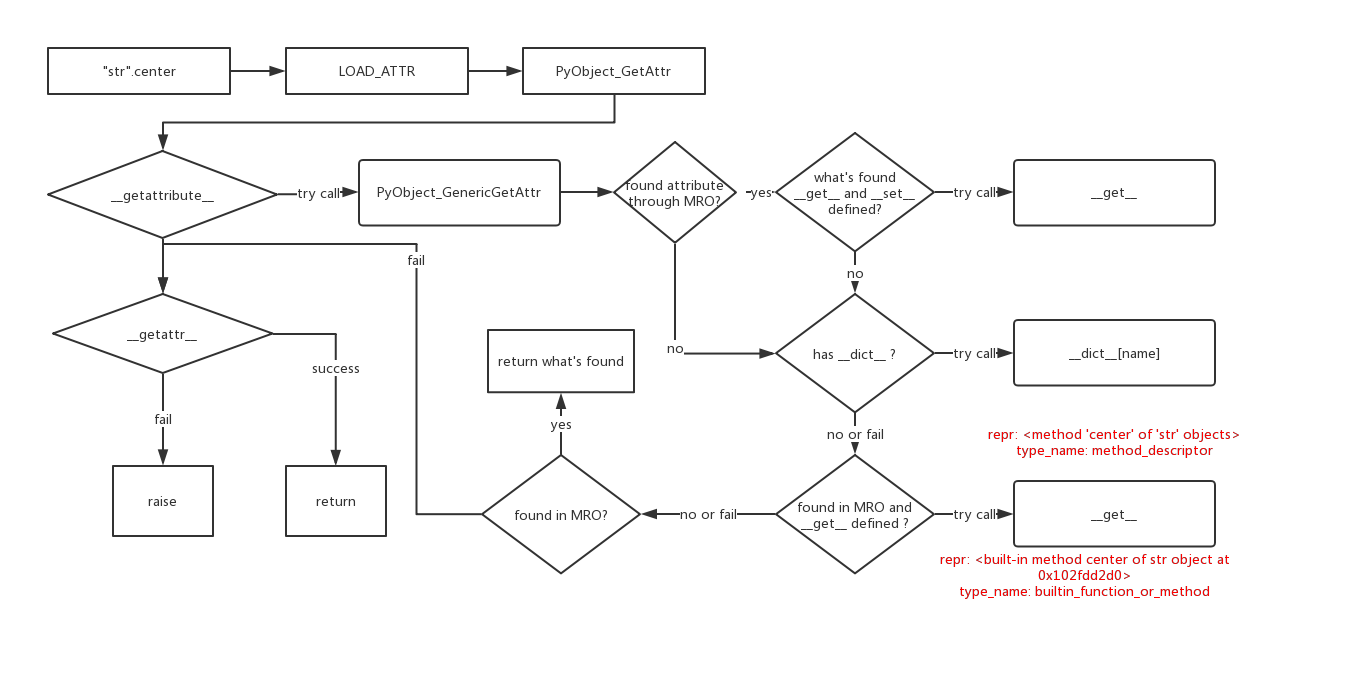 "str".center
LOAD_ATTR
PyObject_GetAttr
__getattribute__
try call
PyObject_GenericGetAttr
found attribute
through MRO?
yes
what's found
__get__ and __set__
defined?
try call
__get__
fail
no
__getattr__
success
return what's found
no
has __dict__ ?
try call
__dict__[name]
fail
yes
no or fail
repr: <method 'center' of 'str' objects>
type_name: method_descriptor
raise
return
found in MRO?
no or fail
found in MRO and
__get__ defined ?
try call
__get__
repr: <built-in method center of str object at
0x102fdd2d0>
type_name: builtin_function_or_method